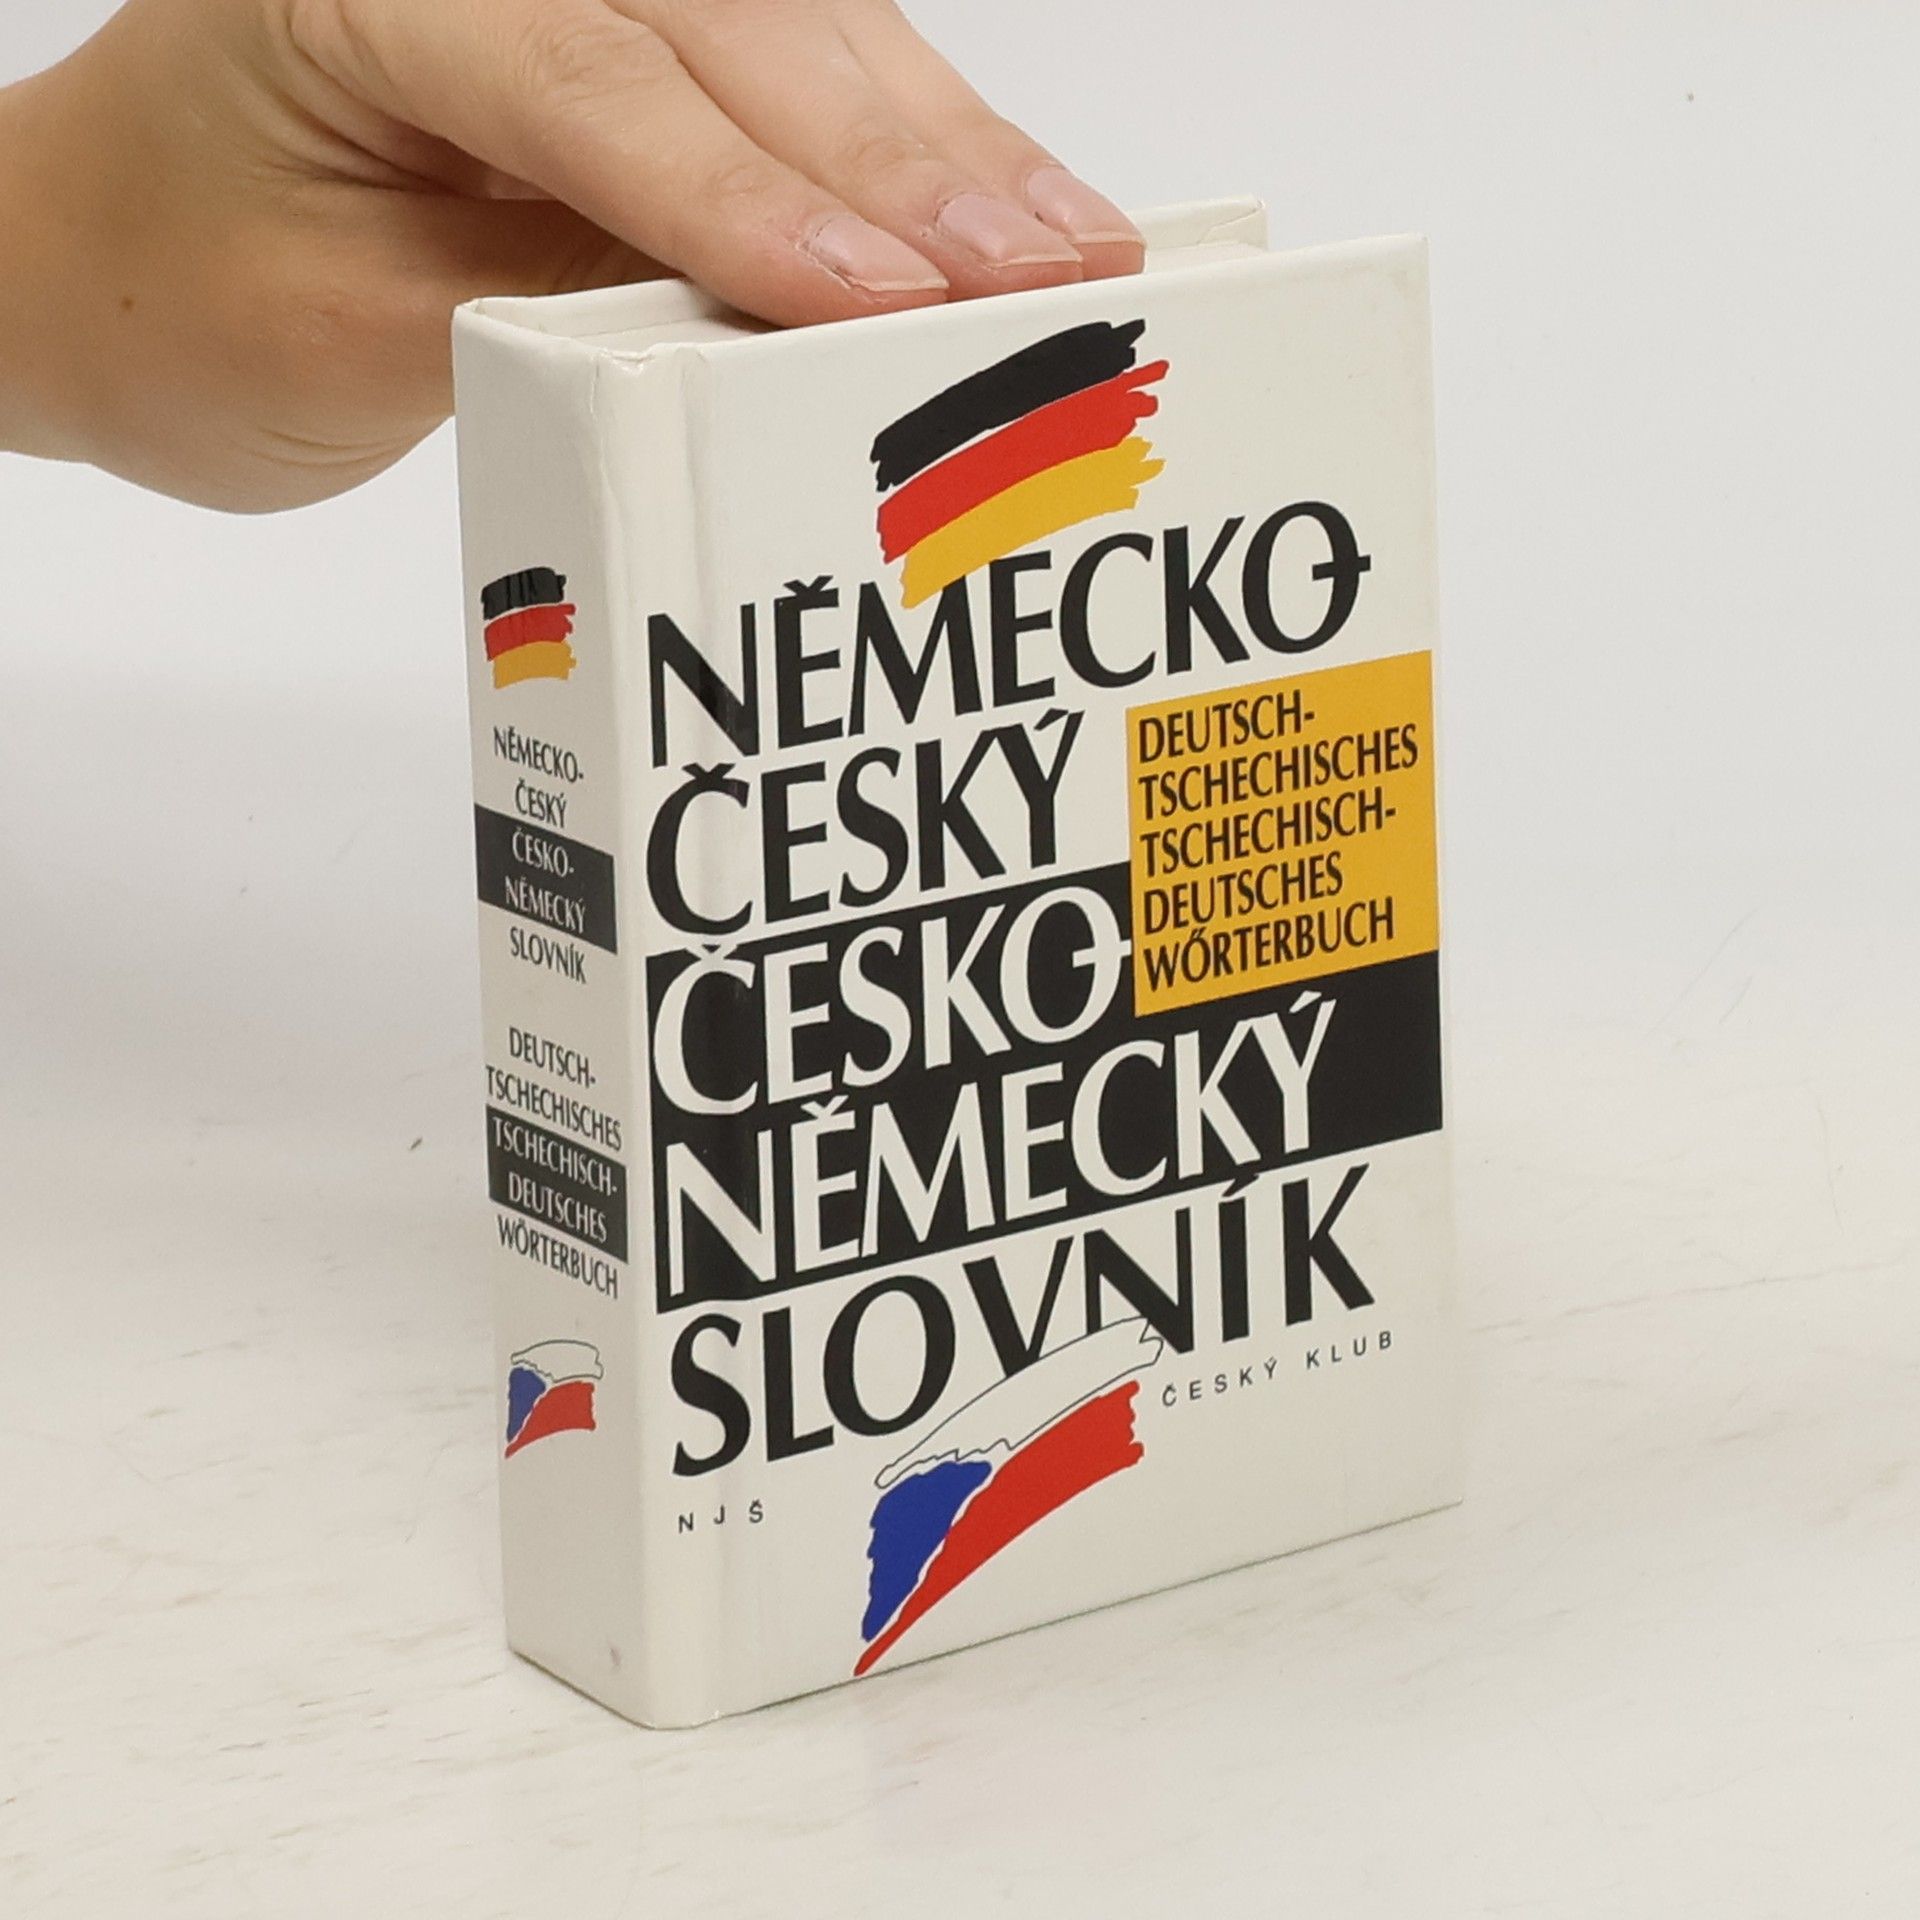 NĚMECKO-
ČESKÝ
ČESKO-
NĚMECKÝ
SLOVNÍK
DEUTSCH-
TSCHECHISCHES
TSCHECHISCH-
DEUTSCHES
WÖRTERBUCH
NĚMECKO-
ČESKÝ
DEUTSCH-
TSCHECHISCHES
TSCHECHISCH-
DEUTSCHES
WŐRTERBUCH
ČESKO-
NĚMECKÝ
SLOVNÍK
ČESKÝ KLUB
NJŠ